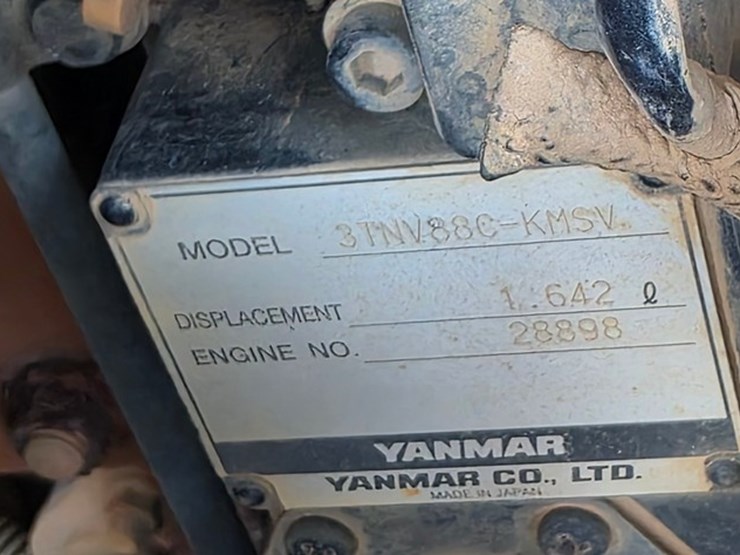 MODEL 3TNV88C-KMSV
DISPLACEMENT 1.642 ℓ
ENGINE NO. 28898
YANMAR
YANMAR CO., LTD.
MADE IN JAPAN